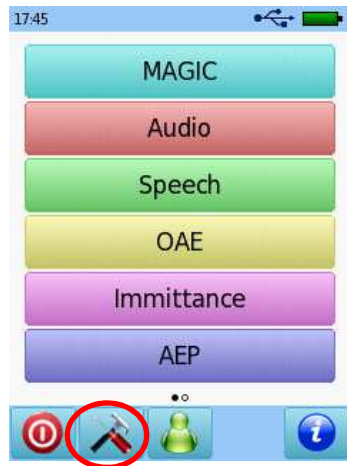 17:45
MAGIC
Audio
Speech
OAE
Immittance
AEP
i